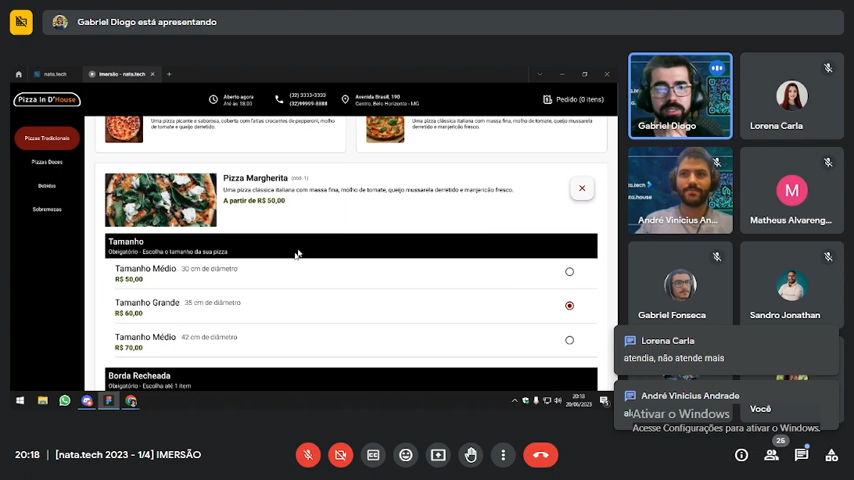 Gabriel Diogo está apresentando
nata.tech
Imersão - nata.tech
Pizza In D'House
Aberto agora
Até às 18:00
(32) 3333-3333
(32)99999-8888
Avenida Brasil, 190
Centro, Belo Horizonte - MG
Pedido (0 itens)
Pizzas Tradicionais
Pizzas Doces
Bebidas
Sobremesas
Uma pizza picante e saborosa, coberta com fatias crocantes de pepperoni, molho
de tomate e queijo derretido.
Uma pizza clássica italiana com massa fina, molho de tomate, queijo mussarela
derretido e manjericão fresco.
Pizza Margherita (cód. 1)
Uma pizza clássica italiana com massa fina, molho de tomate, queijo mussarela derretido e manjericão fresco.
A partir de R$ 50,00
Tamanho
Obrigatório - Escolha o tamanho da sua pizza
Tamanho Médio 30 cm de diâmetro
R$ 50,00
Tamanho Grande 35 cm de diâmetro
R$ 60,00
Tamanho Médio 42 cm de diâmetro
R$ 70,00
Borda Recheada
Obrigatório - Escolha até 1 item
20:18
Gabriel Diogo
Lorena Carla
André Vinicius An...
M
Matheus Alvareng...
Gabriel Fonseca
Sandro Jonathan
Lorena Carla
atendia, não atende mais
André Vinicius Andrade
Você
Ativar o Windows
Acesse Configurações para ativar o Windows.
20:18 | [nata.tech 2023 - 1/4] IMERSÃO
26